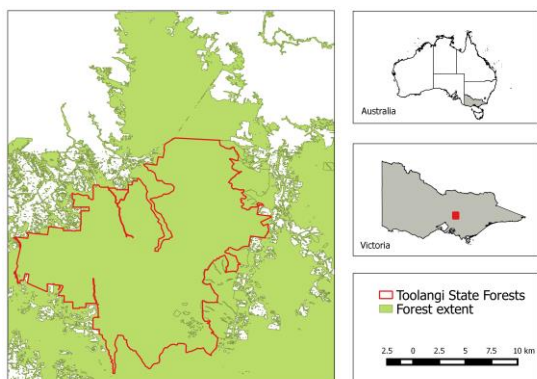 Australia
Victoria
Toolangi State Forests
Forest extent
2.5 0 2.5 5 7.5 10 km